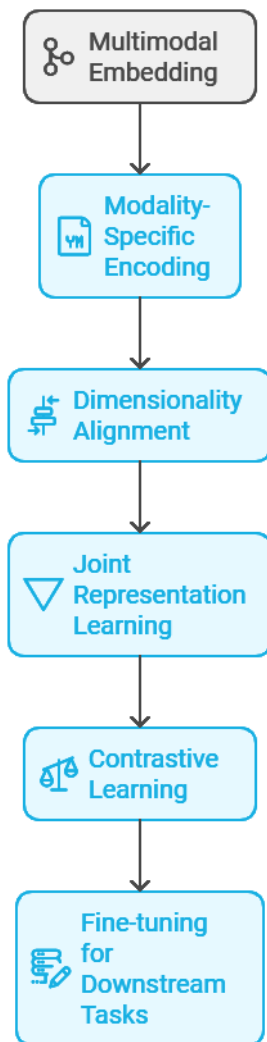 Multimodal
Embedding
Modality-
Specific
Encoding
Dimensionality
Alignment
Joint
Representation
Learning
Contrastive
Learning
Fine-tuning
for
Downstream
Tasks